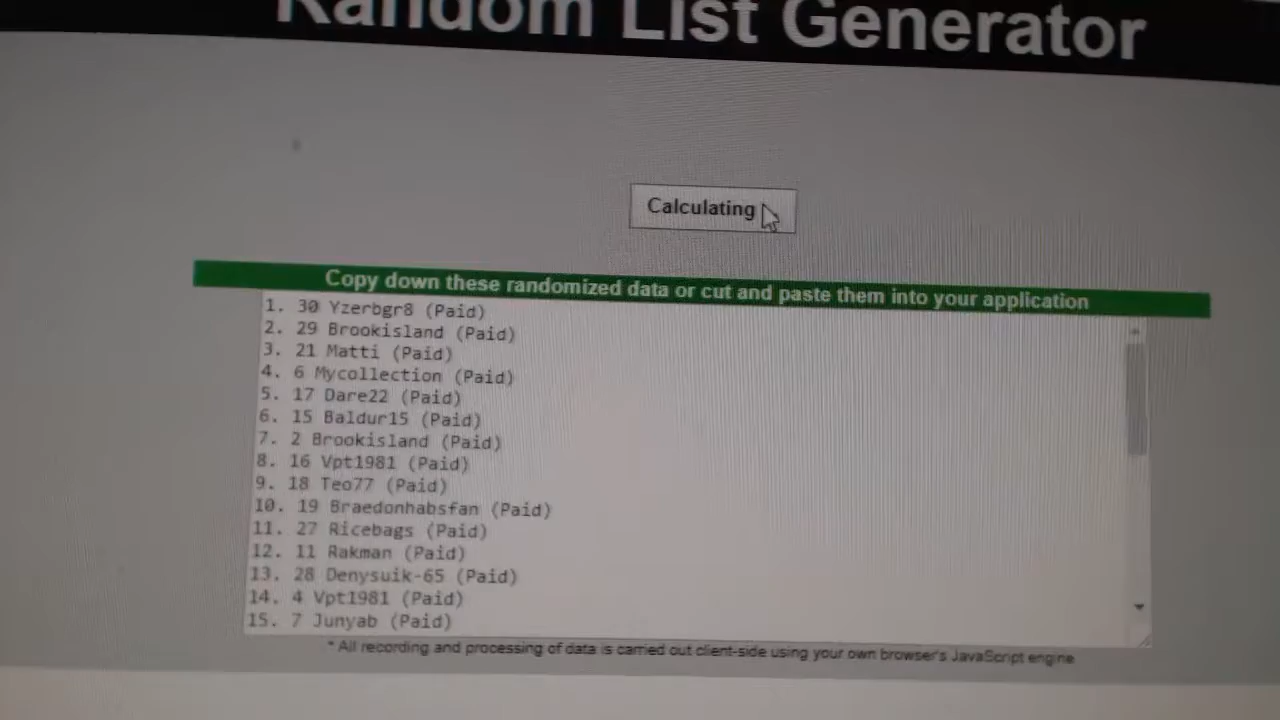 Random List Generator
Calculating
Copy down these randomized data or cut and paste them into your application
1. 30 Yzerbgr8 (Paid)
2. 29 Brookisland (Paid)
3. 21 Matti (Paid)
4. 6 Mycollection (Paid)
5. 17 Dare22 (Paid)
6. 15 Baldur15 (Paid)
7. 2 Brookisland (Paid)
8. 16 Vpt1981 (Paid)
9. 18 Teo77 (Paid)
10. 19 Braedonhabsfan (Paid)
11. 27 Ricebags (Paid)
12. 11 Rakman (Paid)
13. 28 Denysuik-65 (Paid)
14. 4 Vpt1981 (Paid)
15. 7 Junyab (Paid)
* All recording and processing of data is carried out client-side using your own browser's JavaScript engine